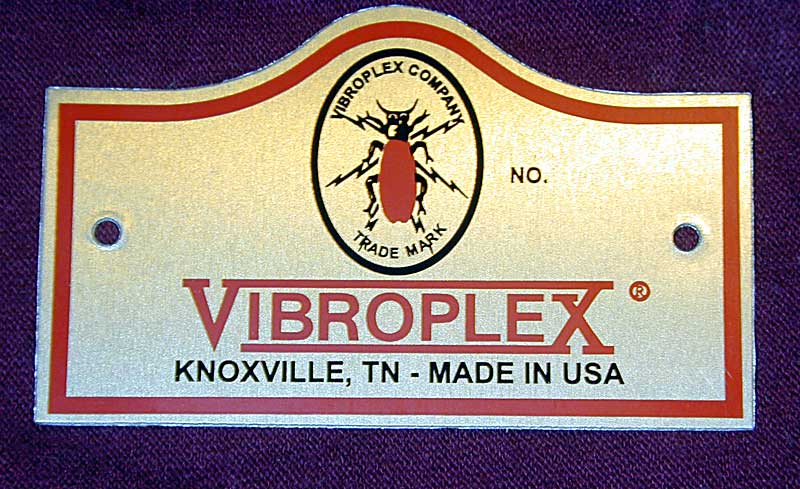 VIBROPLEX COMPANY
TRADE MARK
NO.
VIBROPLEX ®
KNOXVILLE, TN - MADE IN USA